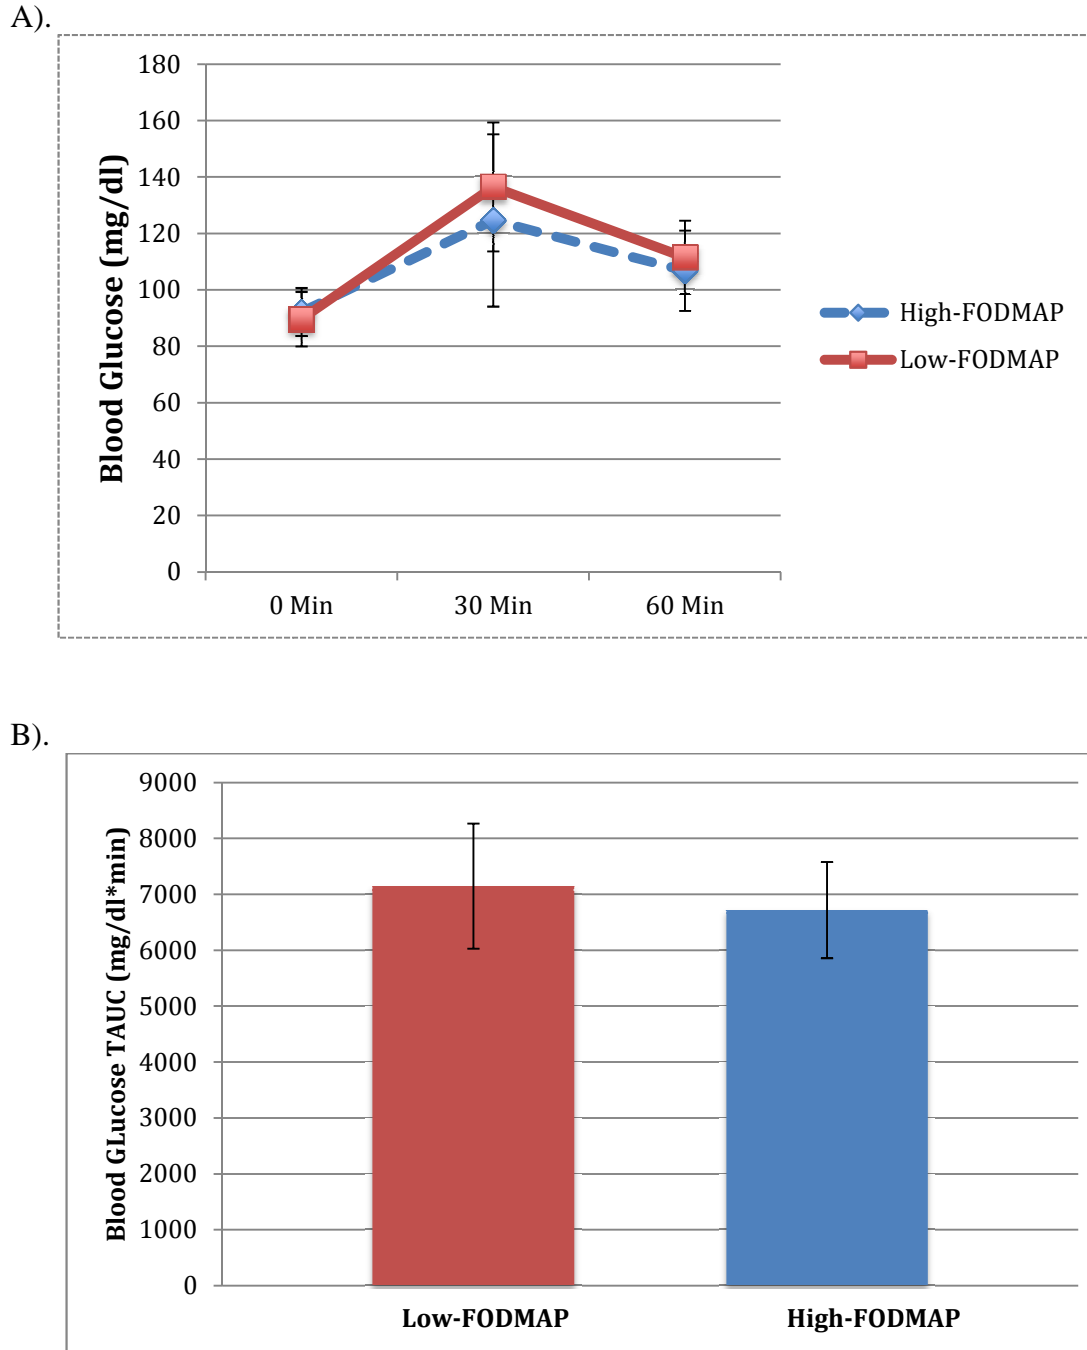 A).
180
160
140
120
100
80
60
40
20
0
Blood Glucose (mg/dl)
0 Min 30 Min 60 Min
High-FODMAP
Low-FODMAP
B).
9000
8000
7000
6000
5000
4000
3000
2000
1000
0
Blood GLucose TAUC (mg/dl*min)
Low-FODMAP High-FODMAP